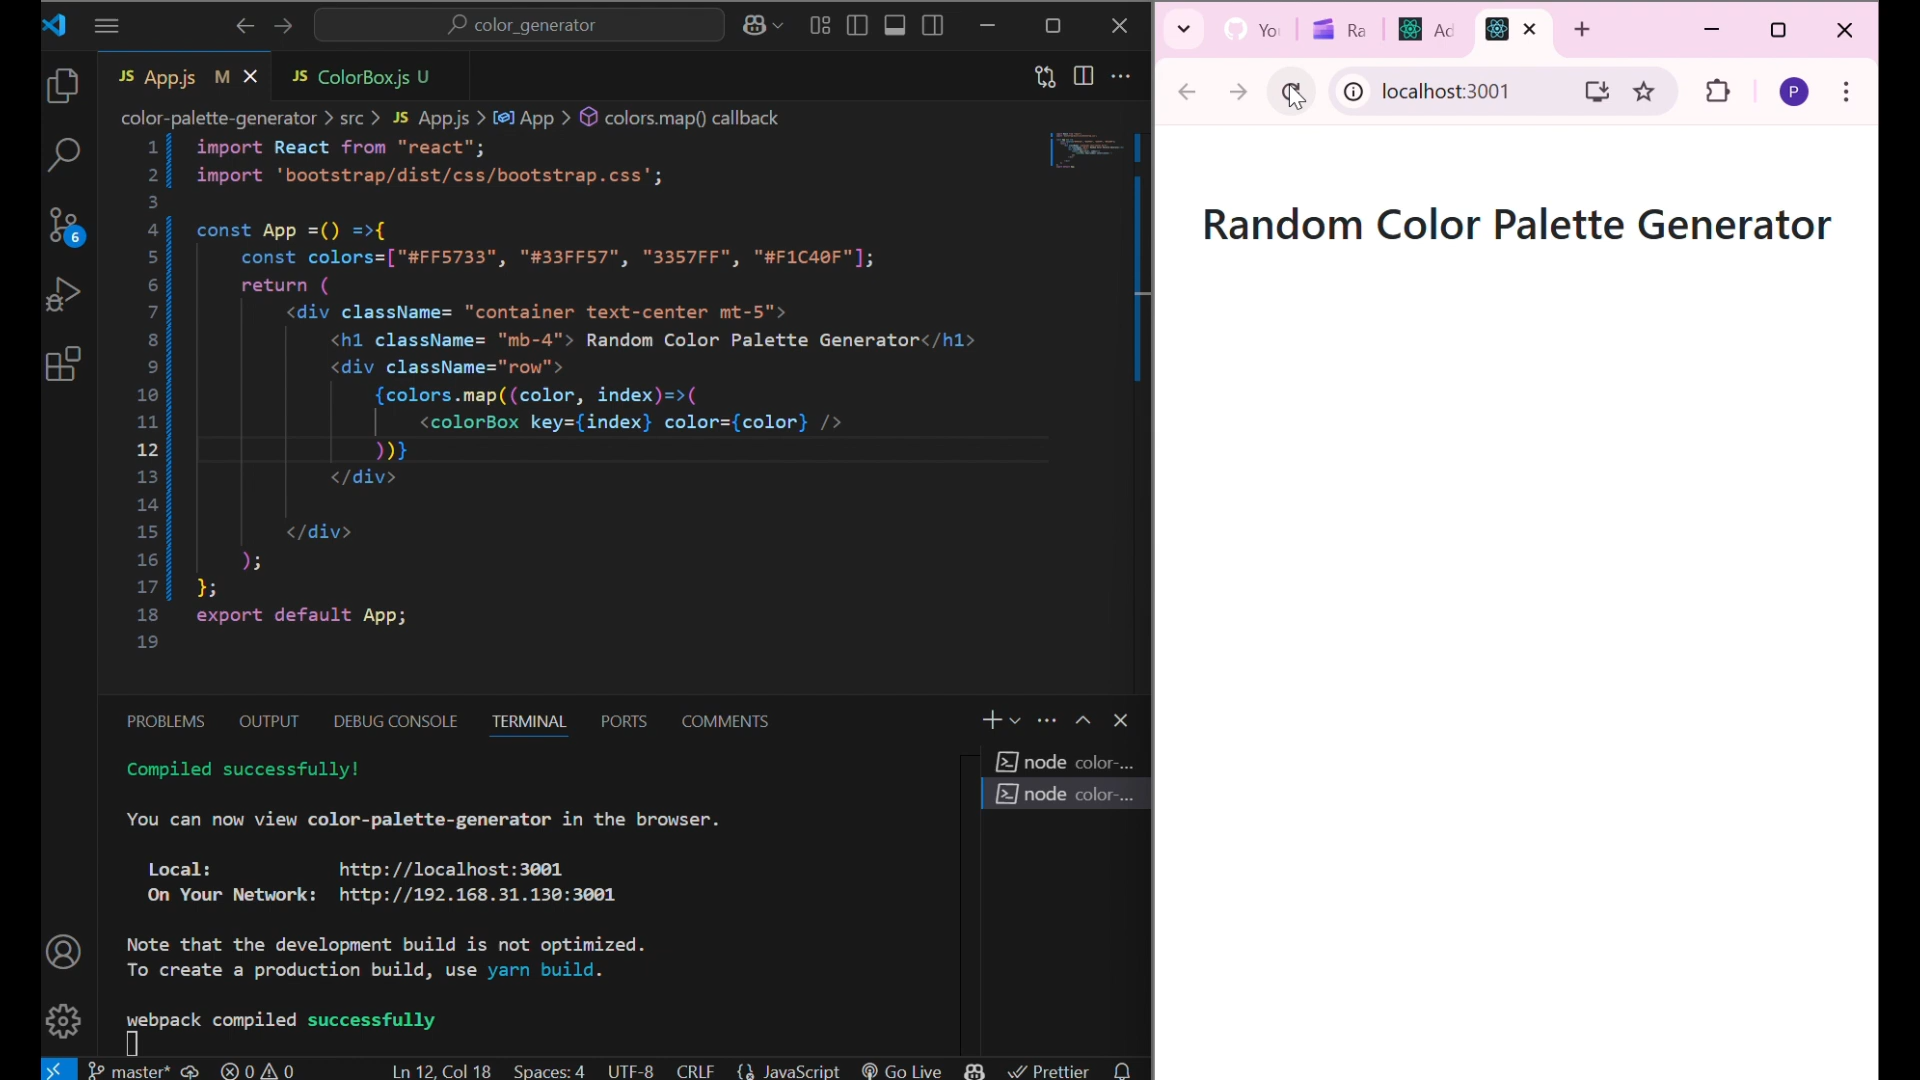 color_generator
JS App.js M
JS ColorBox.js U
color-palette-generator > src > JS App.js > App > colors.map() callback
1 import React from "react";
2 import 'bootstrap/dist/css/bootstrap.css';
3
4 const App =() =>{
5 const colors=["#FF5733", "#33FF57", "3357FF", "#F1C40F"];
6 return (
7 <div className= "container text-center mt-5">
8 <h1 className= "mb-4"> Random Color Palette Generator</h1>
9 <div className="row">
10 {colors.map((color, index)=>(
11 <colorBox key={index} color={color} />
12 ))}
13 </div>
14
15 </div>
16 );
17 };
18 export default App;
19
6
PROBLEMS OUTPUT DEBUG CONSOLE TERMINAL PORTS COMMENTS
Compiled successfully!
You can now view color-palette-generator in the browser.
Local: http://localhost:3001
On Your Network: http://192.168.31.130:3001
Note that the development build is not optimized.
To create a production build, use yarn build.
webpack compiled successfully
node color-...
node color-...
master* 0 0 Ln 12, Col 18 Spaces: 4 UTF-8 CRLF {} JavaScript Go Live Prettier
Yo Ra Ad
localhost:3001
P
Random Color Palette Generator